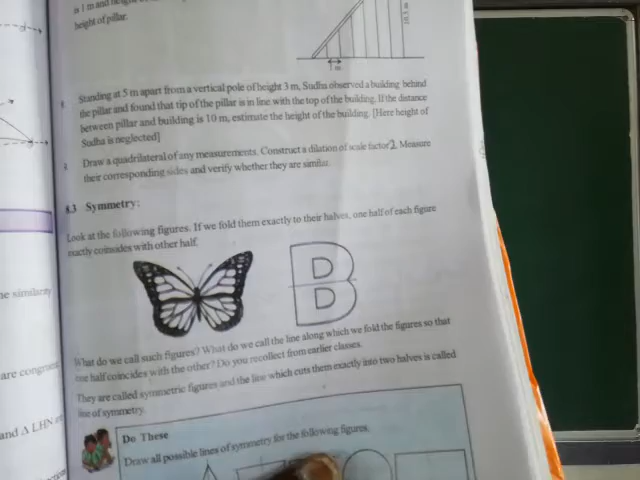 is 1 m and height
height of pillar.
10.5 m
1 m
Standing at 5 m apart from a vertical pole of height 3 m, Sudha observed a building behind
the pillar and found that tip of the pillar is in line with the top of the building. If the distance
between pillar and building is 10 m, estimate the height of the building. [Here height of
Sudha is neglected]
Draw a quadrilateral of any measurements. Construct a dilation of scale factor 2. Measure
their corresponding sides and verify whether they are similar.
8.3 Symmetry:
Look at the following figures. If we fold them exactly to their halves, one half of each figure
exactly coincides with other half.
B
What do we call such figures? What do we call the line along which we fold the figures so that
one half coincides with the other? Do you recollect from earlier classes.
They are called symmetric figures and the line which cuts them exactly into two halves is called
line of symmetry.
Do These
Draw all possible lines of symmetry for the following figures.
he similarity
are congruent
and Δ LHN